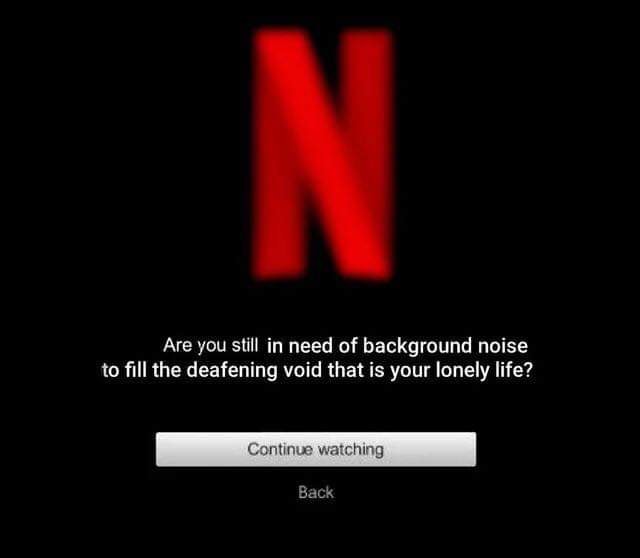 N
Are you still in need of background noise
to fill the deafening void that is your lonely life?
Continue watching
Back